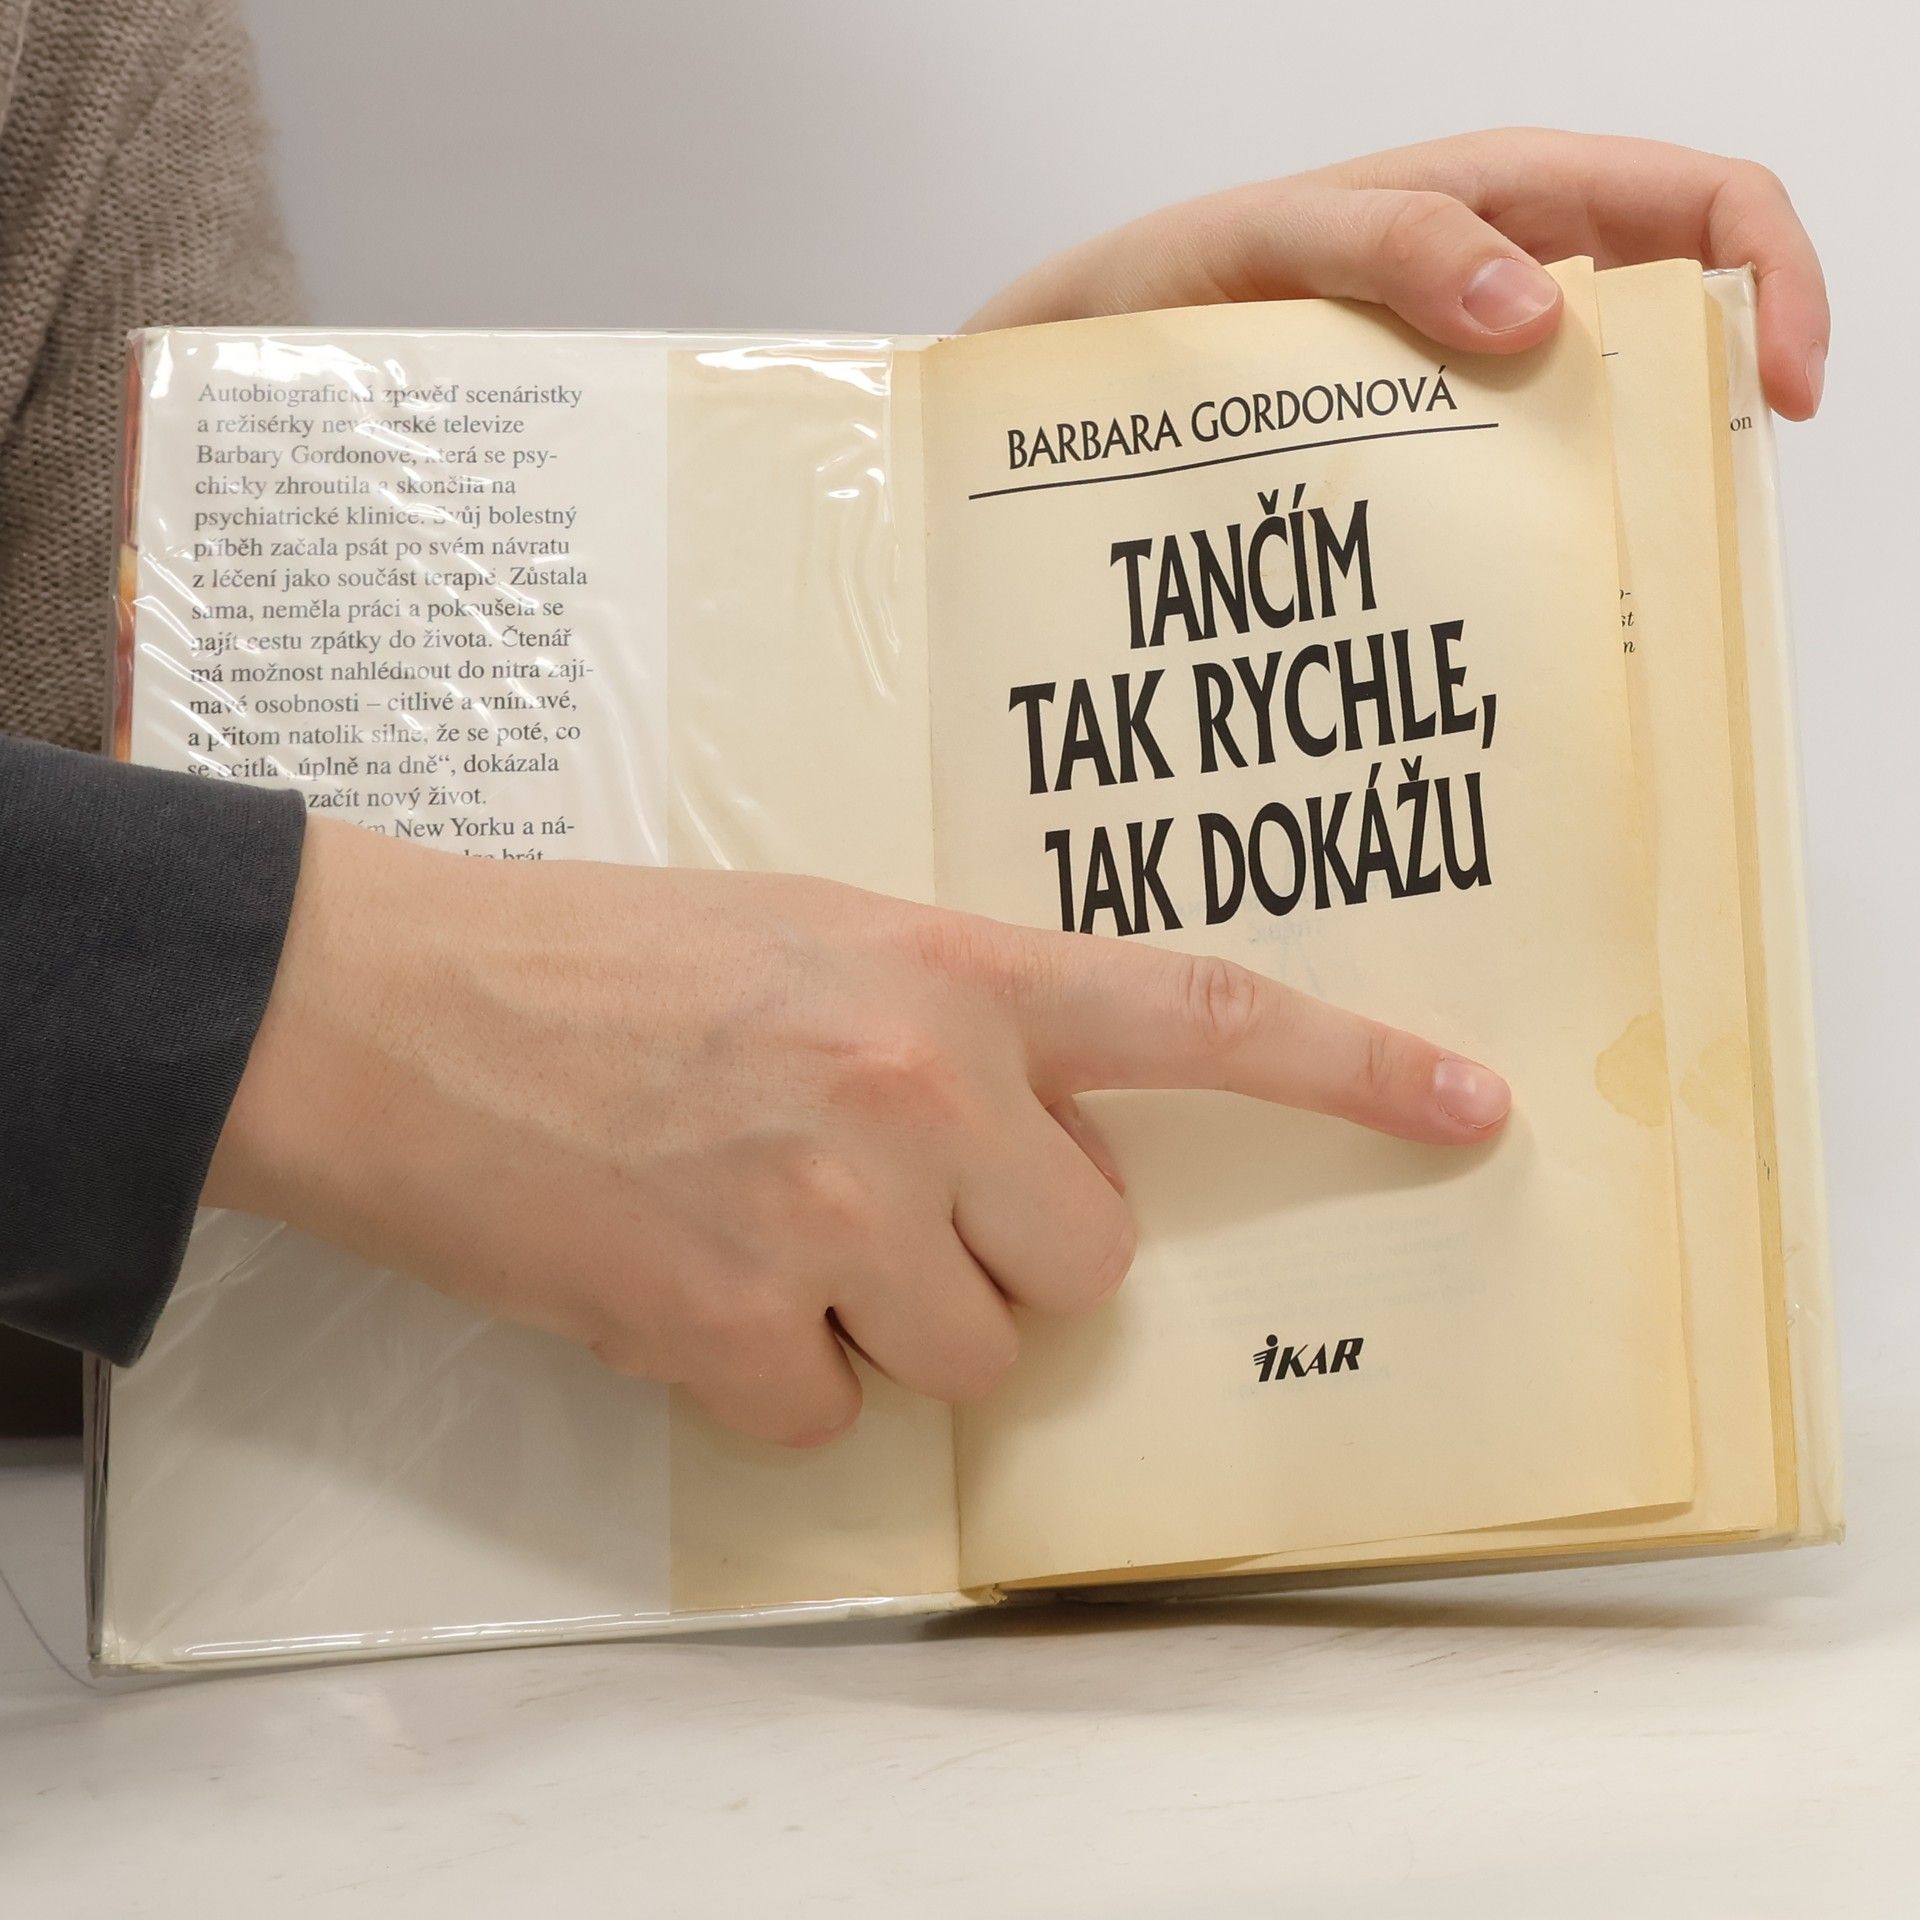 Autobiografická zpověď scenáristky
a režisérky newyorské televize
Barbary Gordonové, která se psy-
chicky zhroutila a skončila na
psychiatrické klinice. Svůj bolestný
příběh začala psát po svém návratu
z léčení jako součást terapie. Zůstala
sama, neměla práci a pokoušela se
najít cestu zpátky do života. Čtenář
má možnost nahlédnout do nitra zají-
mavé osobnosti – citlivé a vnímavé,
a přitom natolik silné, že se poté, co
se ocitla „úplně na dně“, dokázala
začít nový život.
New Yorku a ná-
brát
BARBARA GORDONOVÁ
TANČÍM
TAK RYCHLE,
JAK DOKÁŽU
IKAR
on
st
m